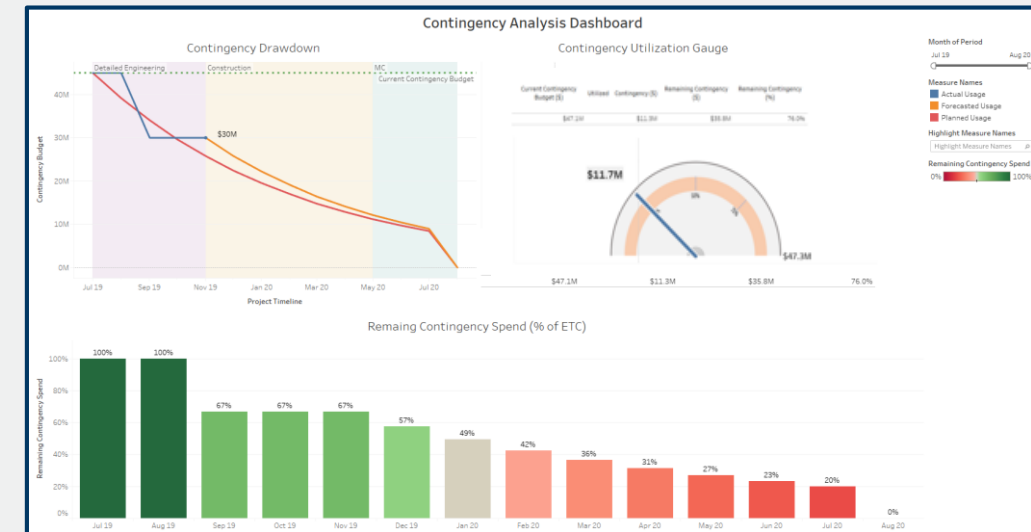 Contingency Analysis Dashboard
Contingency Drawdown
Detailed Engineering
Construction
MC
Current Contingency Budget
40M
30M
20M
10M
0M
$30M
Contingency Budget
Jul 19 Sep 19 Nov 19 Jan 20 Mar 20 May 20 Jul 20
Project Timeline
Contingency Utilization Gauge
Current Contingency Budget ($) Utilized Contingency ($) Remaining Contingency ($) Remaining Contingency (%)
$47.1M $11.3M $35.8M 76.0%
$11.7M
$47.3M
$47.1M $11.3M $35.8M 76.0%
Month of Period
Jul 19 Aug 20
Measure Names
Actual Usage
Forecasted Usage
Planned Usage
Highlight Measure Names
Highlight Measure Names
Remaining Contingency Spend
0% 100%
Remaing Contingency Spend (% of ETC)
Remaining Contingency Spend
100%
80%
60%
40%
20%
0%
100% 100% 67% 67% 67% 57% 49% 42% 36% 31% 27% 23% 20% 0%
Jul 19 Aug 19 Sep 19 Oct 19 Nov 19 Dec 19 Jan 20 Feb 20 Mar 20 Apr 20 May 20 Jun 20 Jul 20 Aug 20